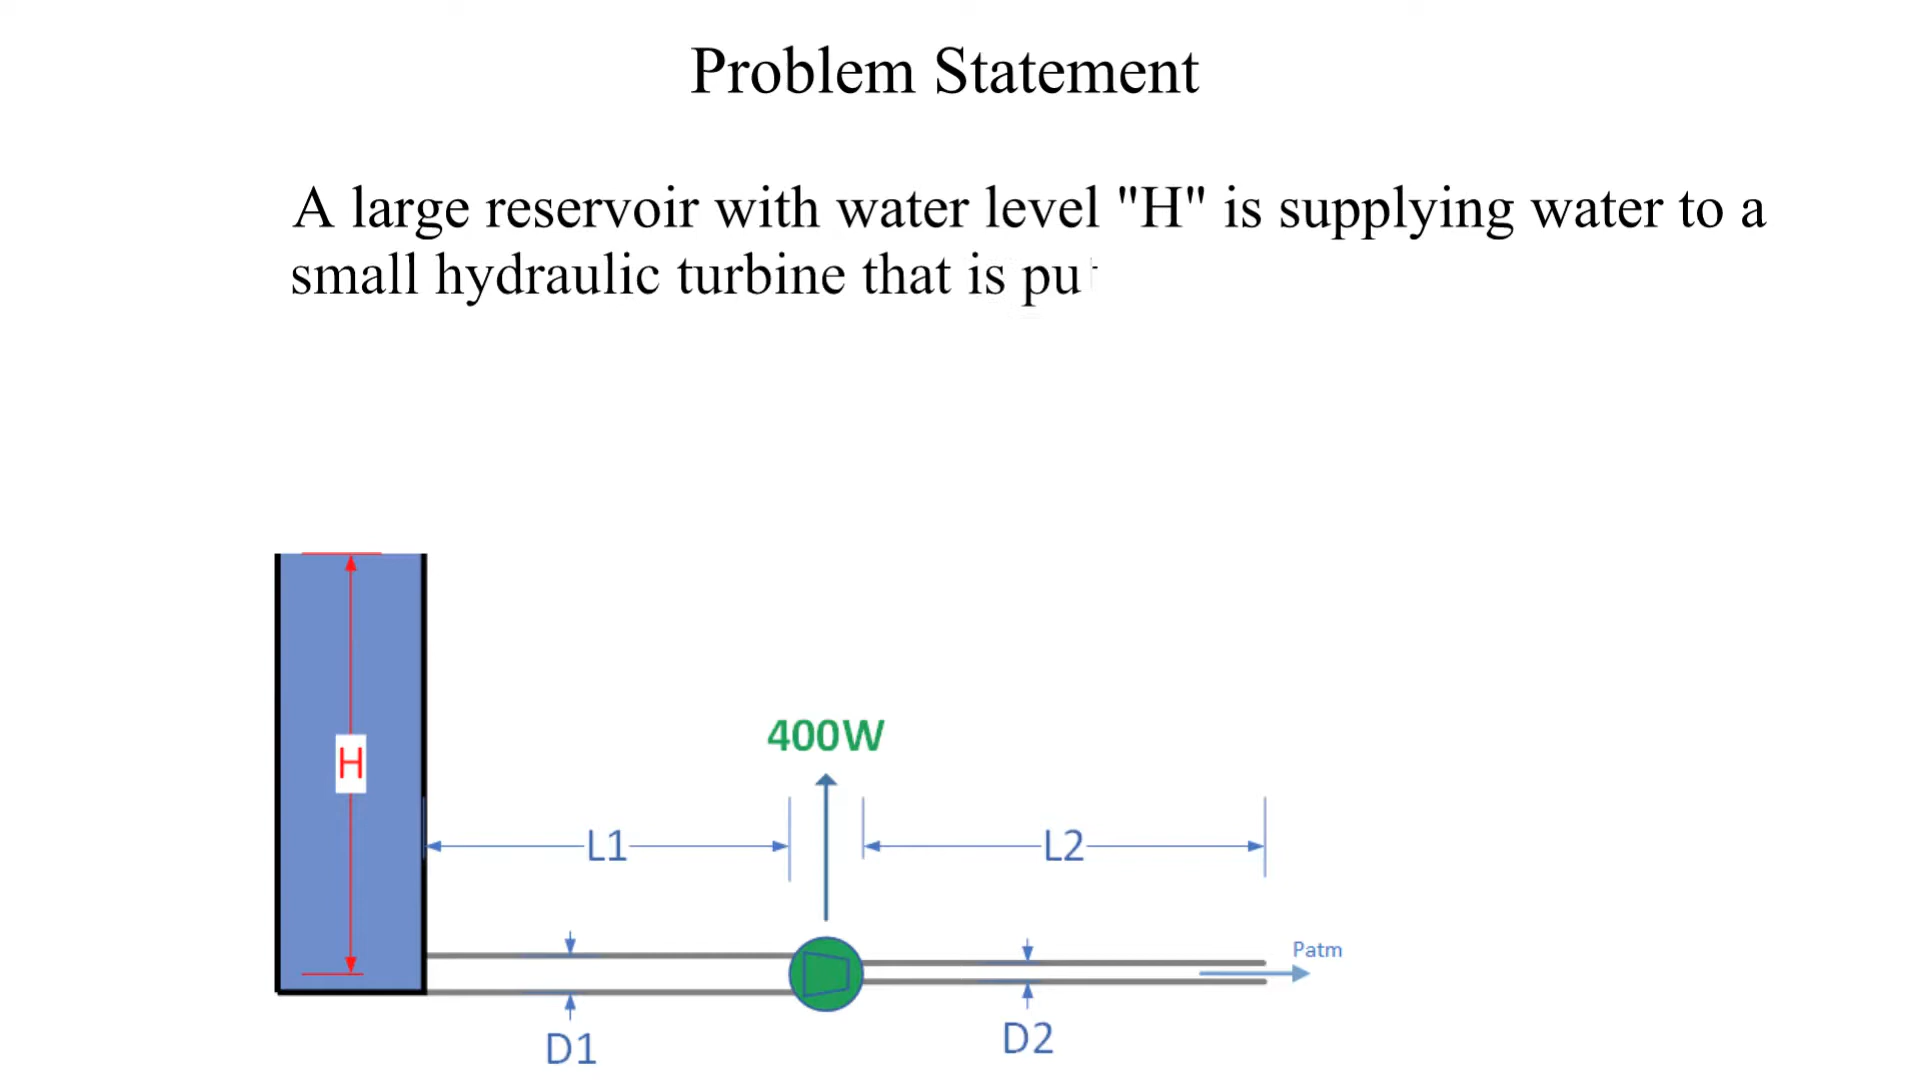 Problem Statement
A large reservoir with water level "H" is supplying water to a
small hydraulic turbine that is
H
400W
L1
L2
Patm
D1
D2